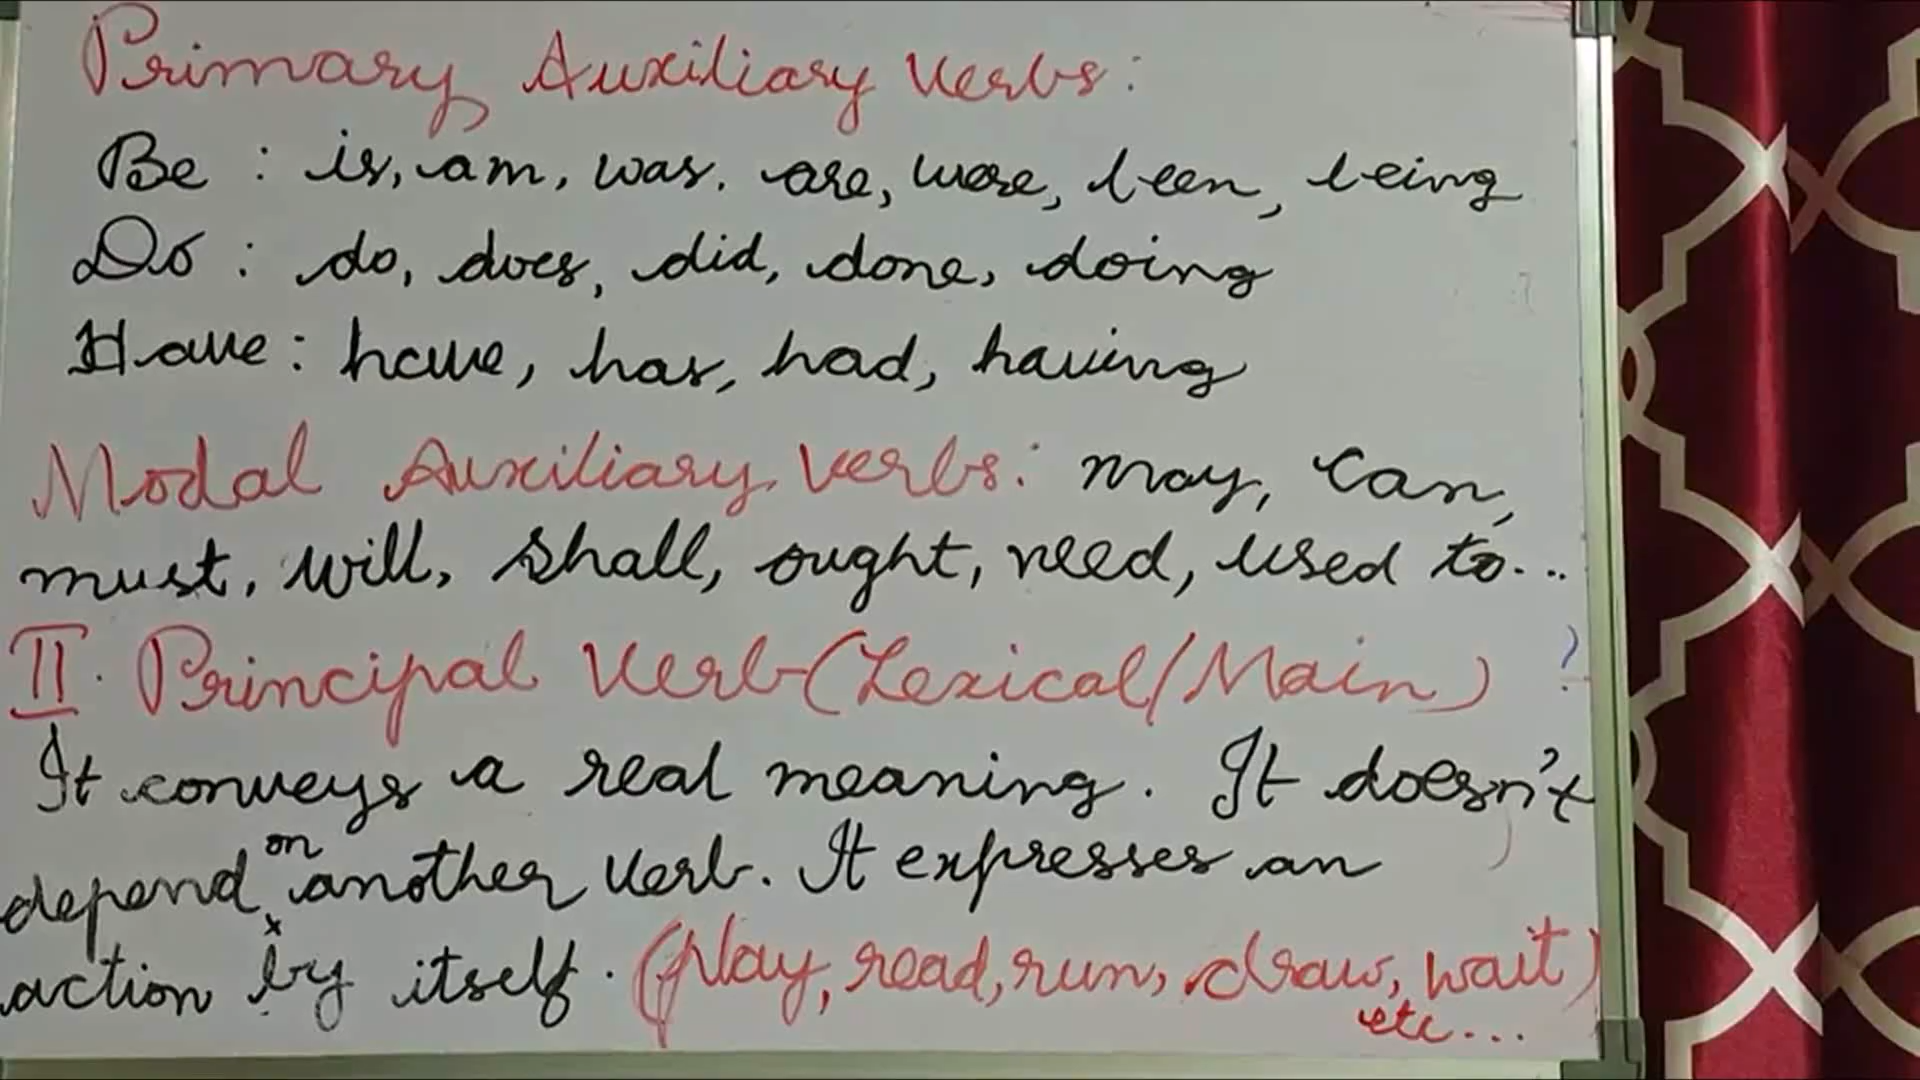 Primary Auxiliary Verbs:
Be : is, am, was. are, were, been, being
Do : do, does, did, done, doing
Have : have, has, had, having
Modal Auxiliary Verbs: may, can,
must, will, shall, ought, need, used to...
II. Principal Verb-(Lexical/Main)
It conveys a real meaning. It doesn't
depend on another verb. It expresses an
action by itself. (play, read, run, draw, wait)
etc...